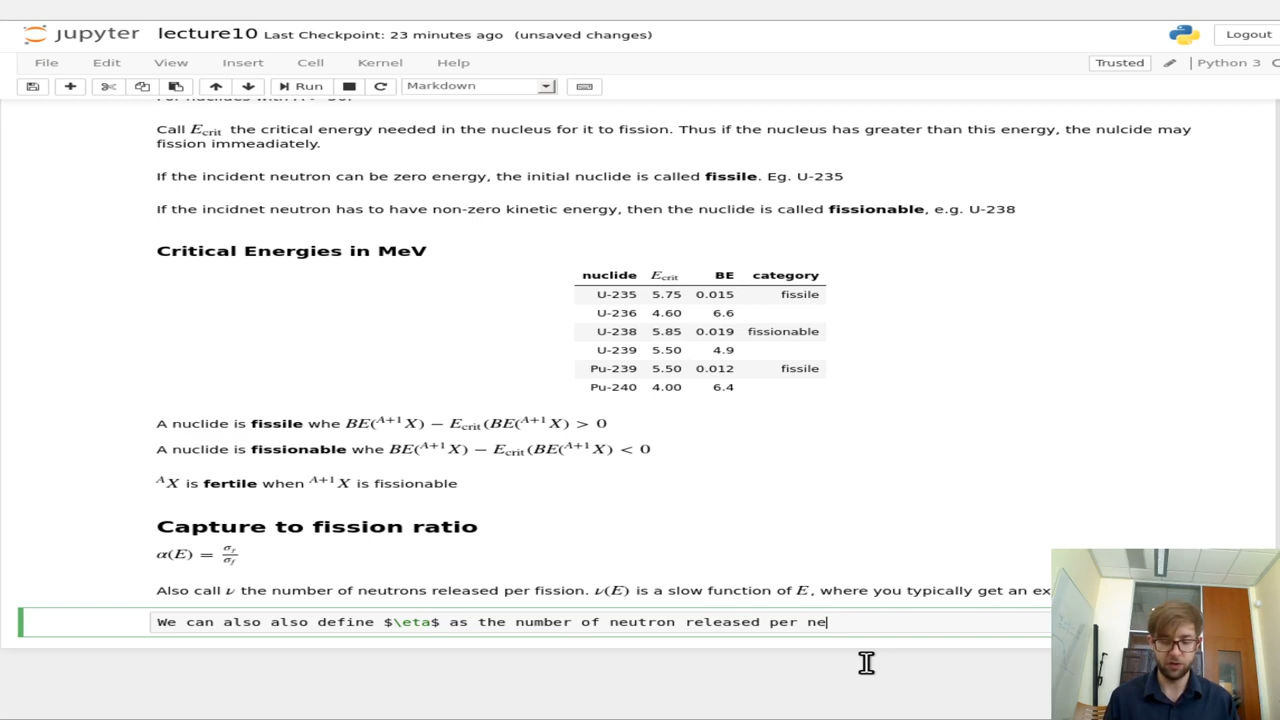 jupyter lecture10 Last Checkpoint: 23 minutes ago (unsaved changes) Logout
File Edit View Insert Cell Kernel Help Trusted Python 3
Run Markdown
Call E_crit the critical energy needed in the nucleus for it to fission. Thus if the nucleus has greater than this energy, the nulcide may
fission immeadiately.
If the incident neutron can be zero energy, the initial nuclide is called fissile. Eg. U-235
If the incidnet neutron has to have non-zero kinetic energy, then the nuclide is called fissionable, e.g. U-238
Critical Energies in MeV
nuclide E_crit BE category
U-235 5.75 0.015 fissile
U-236 4.60 6.6
U-238 5.85 0.019 fissionable
U-239 5.50 4.9
Pu-239 5.50 0.012 fissile
Pu-240 4.00 6.4
A nuclide is fissile whe BE(^{A+1}X) − E_crit(BE(^{A+1}X) > 0
A nuclide is fissionable whe BE(^{A+1}X) − E_crit(BE(^{A+1}X) < 0
^A X is fertile when ^{A+1}X is fissionable
Capture to fission ratio
α(E) = σ_γ/σ_f
Also call ν the number of neutrons released per fission. ν(E) is a slow function of E, where you typically get an ex
We can also also define $\eta$ as the number of neutron released per ne